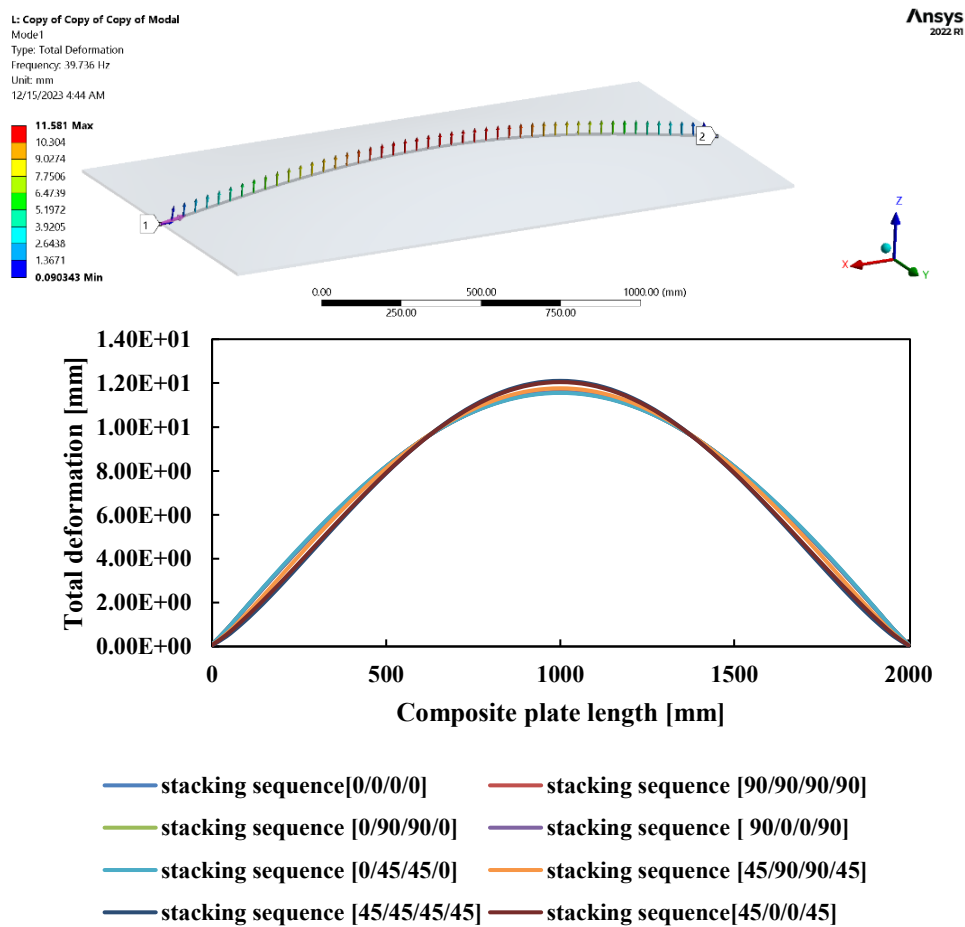 L: Copy of Copy of Copy of Modal
Mode1
Type: Total Deformation
Frequency: 39.736 Hz
Unit: mm
12/15/2023 4:44 AM
Ansys
2022 R1
11.581 Max
10.304
9.0274
7.7506
6.4739
5.1972
3.9205
2.6438
1.3671
0.090343 Min
1
2
Z
X
Y
0.00
500.00
1000.00 (mm)
250.00
750.00
Total deformation [mm]
1.40E+01
1.20E+01
1.00E+01
8.00E+00
6.00E+00
4.00E+00
2.00E+00
0.00E+00
0
500
1000
1500
2000
Composite plate length [mm]
stacking sequence[0/0/0/0]
stacking sequence [90/90/90/90]
stacking sequence [0/90/90/0]
stacking sequence [ 90/0/0/90]
stacking sequence [0/45/45/0]
stacking sequence [45/90/90/45]
stacking sequence [45/45/45/45]
stacking sequence[45/0/0/45]